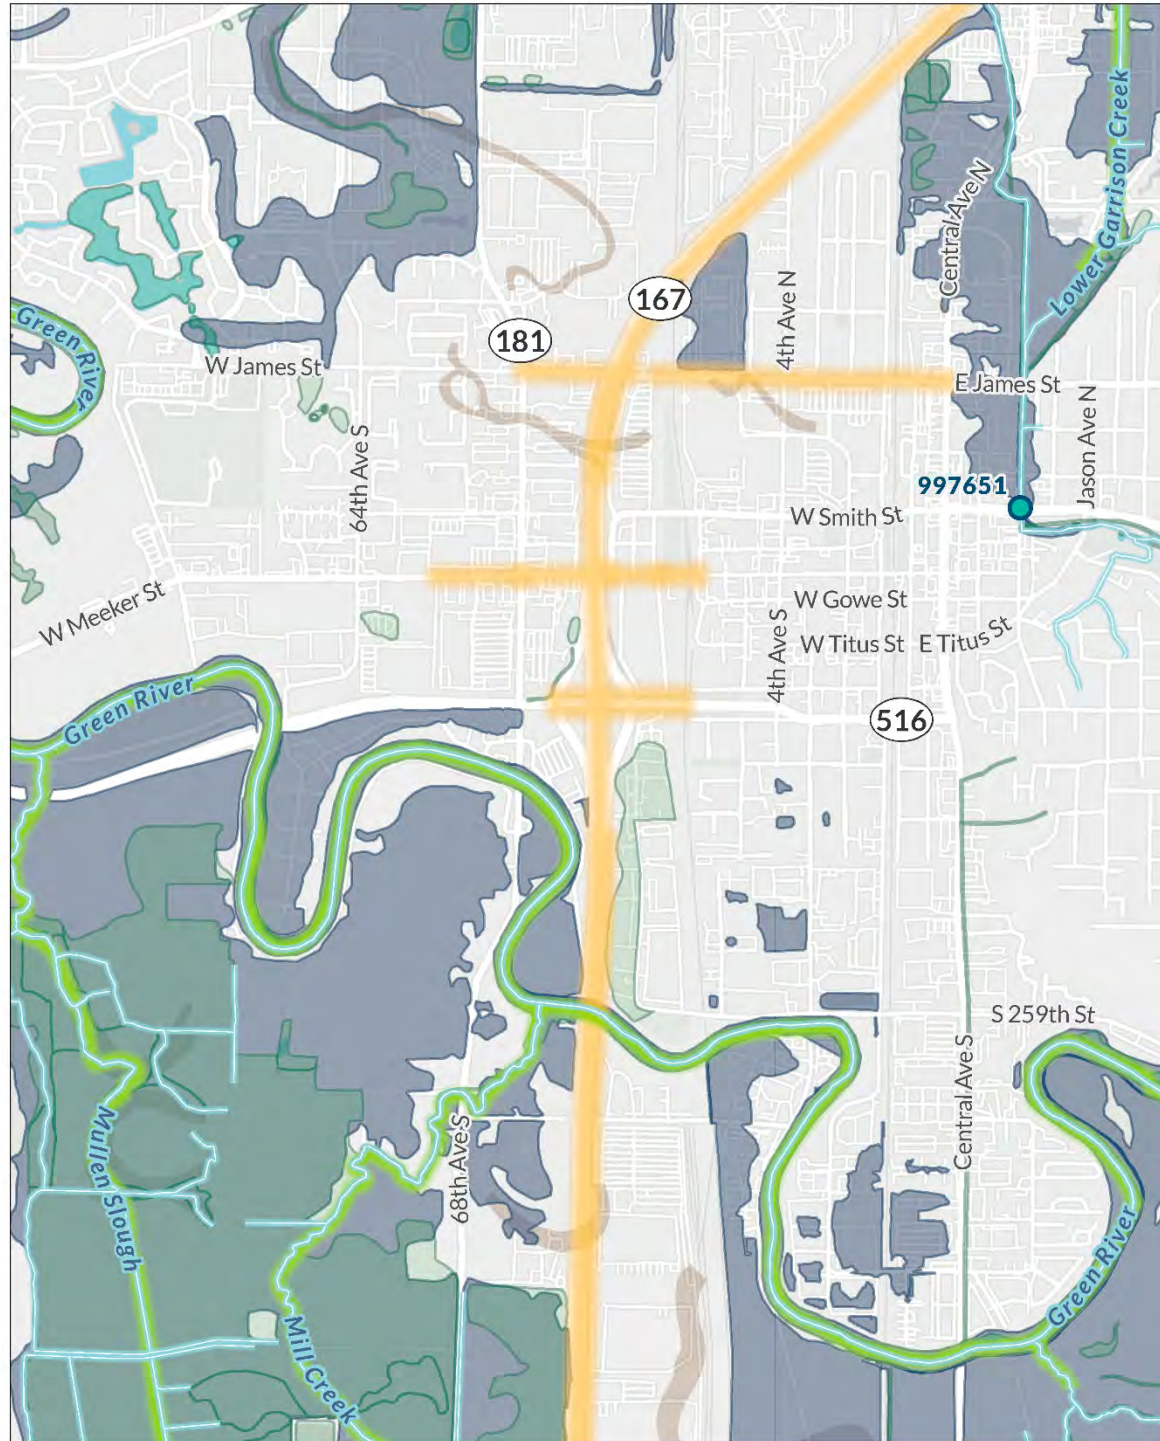 Central Ave N
Lower Garrison Creek
167
4th Ave N
Green River
181
W James St
E James St
Jason Ave N
64th Ave S
997651
W Smith St
W Meeker St
W Gowe St
4th Ave S
W Titus St
E Titus St
Green River
516
S 259th St
Central Ave S
Mullen Slough
68th Ave S
Green River
Mill Creek